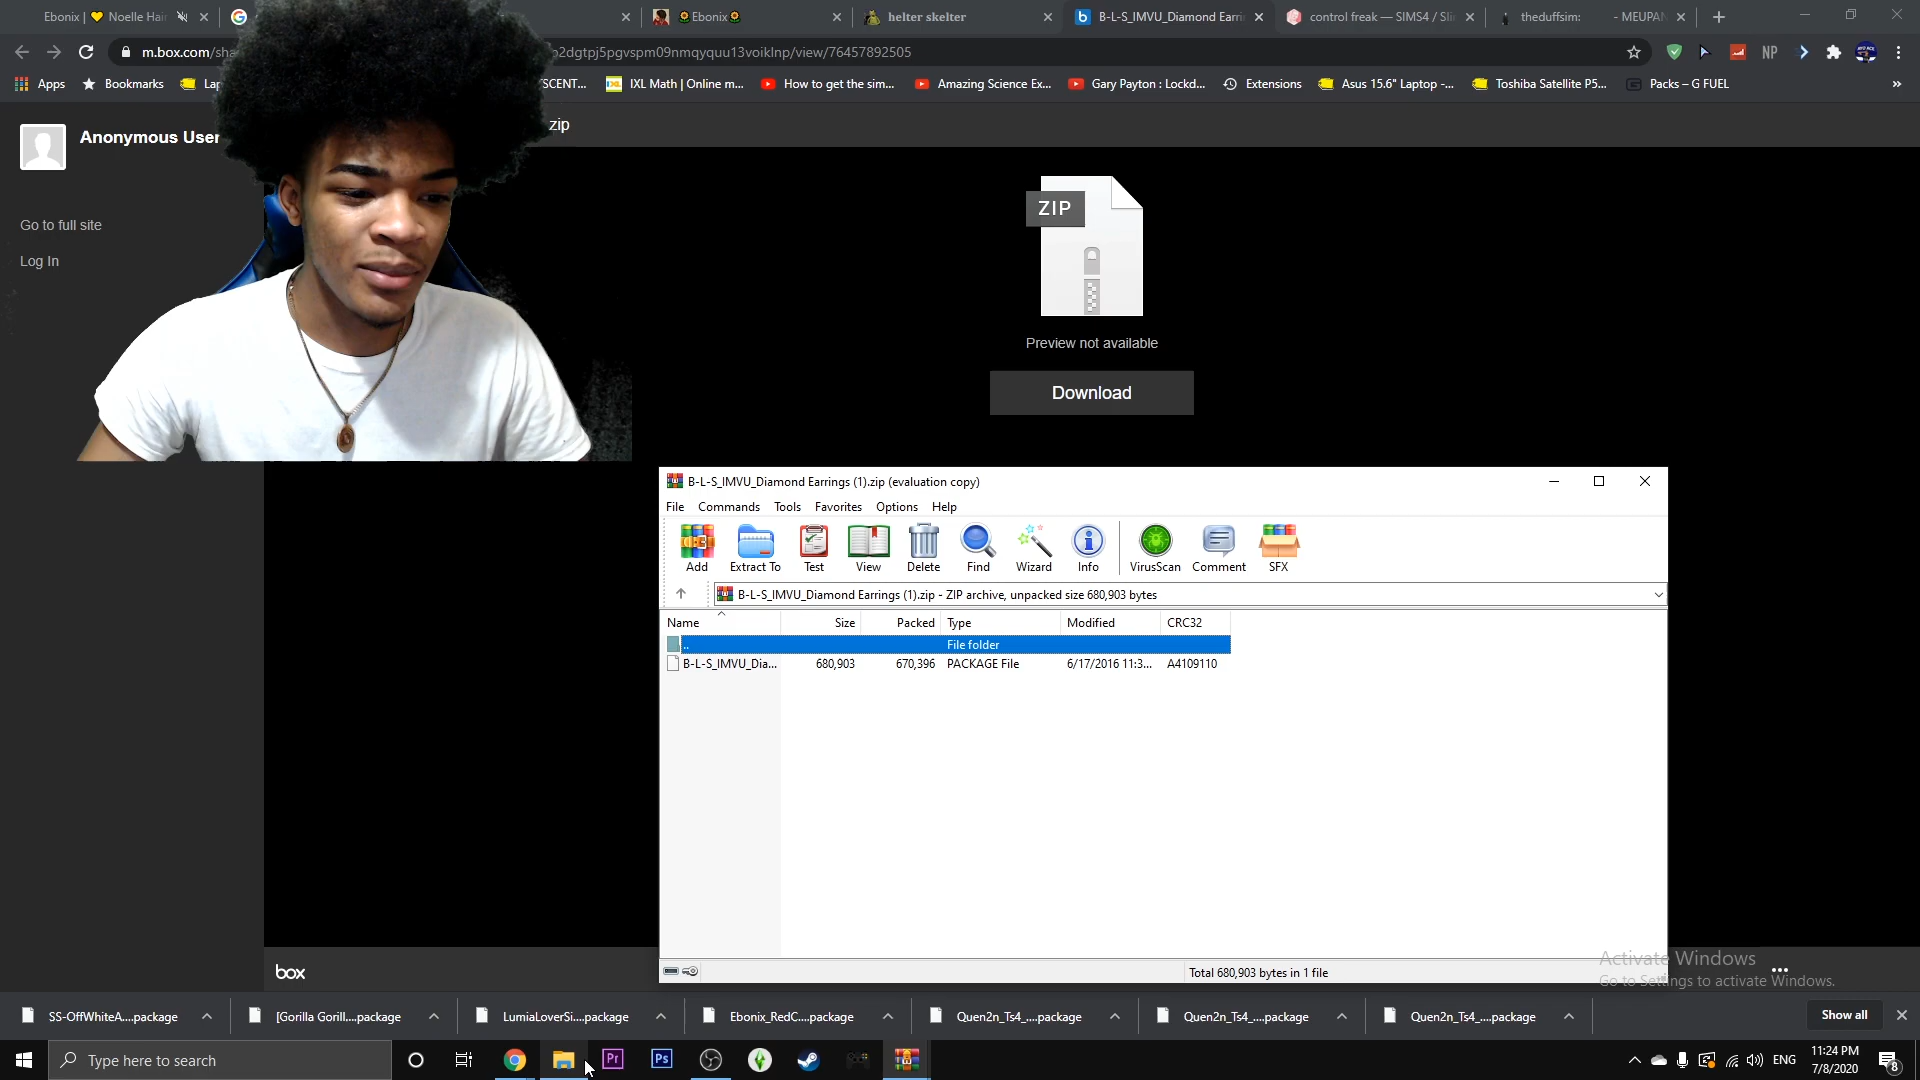 Ebonix | 💛 Noelle Hair
🌻Ebonix🌻
helter skelter
B-L-S_IMVU_Diamond Earri
control freak — SIMS4 / Sli
theduffsim:
- MEUPAN
m.box.com/sha
o2dgtpj5pgvspm09nmqyquu13voiklnp/view/76457892505
NP
Apps
Bookmarks
Lap
SCENT...
IXL
IXL Math | Online m...
How to get the sim...
Amazing Science Ex...
Gary Payton : Lockd...
Extensions
Asus 15.6" Laptop -...
Toshiba Satellite P5...
Packs – G FUEL
»
Anonymous User
zip
Go to full site
Log In
ZIP
Preview not available
Download
B-L-S_IMVU_Diamond Earrings (1).zip (evaluation copy)
File Commands Tools Favorites Options Help
Add Extract To Test View Delete Find Wizard Info VirusScan Comment SFX
B-L-S_IMVU_Diamond Earrings (1).zip - ZIP archive, unpacked size 680,903 bytes
Name Size Packed Type Modified CRC32
.. File folder
B-L-S_IMVU_Dia... 680,903 670,396 PACKAGE File 6/17/2016 11:3... A4109110
Total 680,903 bytes in 1 file
box
Activate Windows
Go to Settings to activate Windows.
SS-OffWhiteA....package
[Gorilla Gorill....package
LumiaLoverSi....package
Ebonix_RedC....package
Quen2n_Ts4_....package
Quen2n_Ts4_....package
Quen2n_Ts4_....package
Show all
Type here to search
Pr
Ps
ENG
11:24 PM
7/8/2020
8